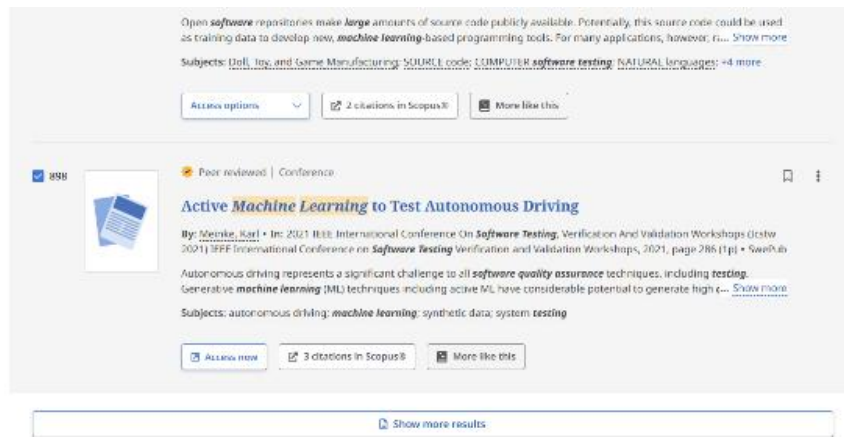 Open software repositories make large amounts of source code publicly available. Potentially, this source code could be used
as training data to develop new, machine learning-based programming tools. For many applications, however, r... Show more
Subjects: Doll, Toy, and Game Manufacturing; SOURCE code; COMPUTER software testing; NATURAL languages; +4 more
Access options
2 citations in Scopus®
More like this
898
Peer reviewed | Conference
Active Machine Learning to Test Autonomous Driving
By: Meinke, Karl • In: 2021 IEEE International Conference On Software Testing, Verification And Validation Workshops (Icstw
2021) IEEE International Conference on Software Testing Verification and Validation Workshops, 2021, page 286 (1p) • SwePub
Autonomous driving represents a significant challenge to all software quality assurance techniques, including testing.
Generative machine learning (ML) techniques including active ML have considerable potential to generate high q... Show more
Subjects: autonomous driving; machine learning; synthetic data; system testing
Access now
3 citations in Scopus®
More like this
Show more results